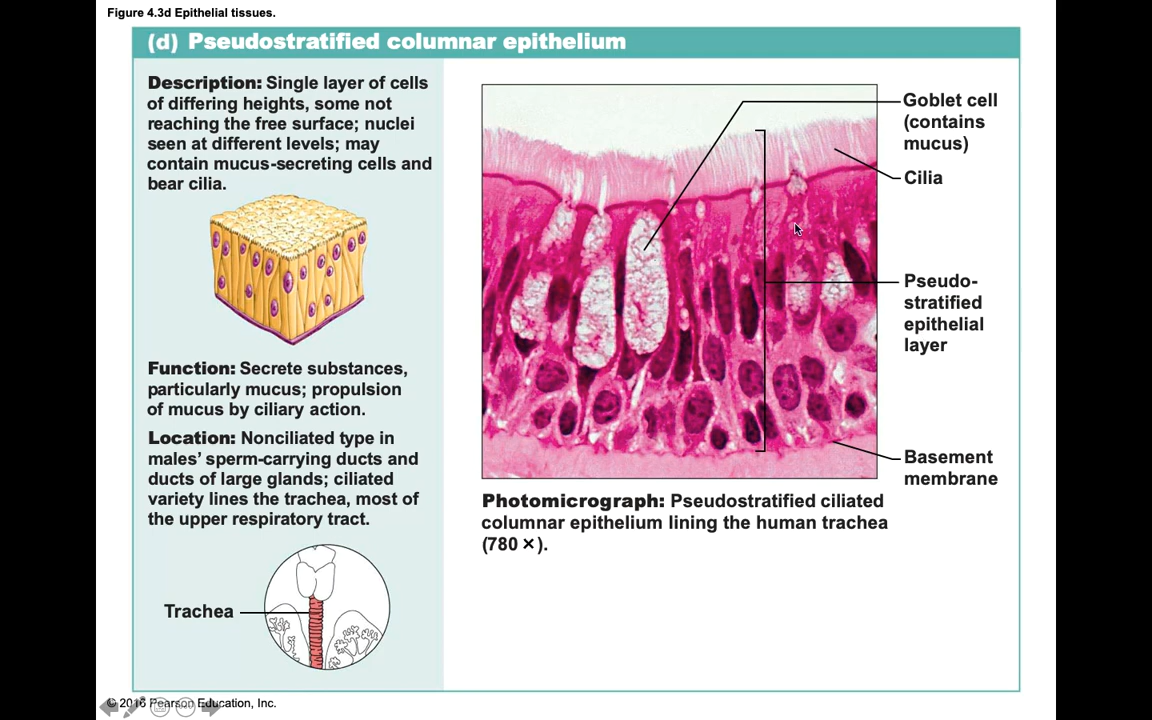 Figure 4.3d Epithelial tissues.
(d) Pseudostratified columnar epithelium
Description: Single layer of cells
of differing heights, some not
reaching the free surface; nuclei
seen at different levels; may
contain mucus-secreting cells and
bear cilia.
Function: Secrete substances,
particularly mucus; propulsion
of mucus by ciliary action.
Location: Nonciliated type in
males’ sperm-carrying ducts and
ducts of large glands; ciliated
variety lines the trachea, most of
the upper respiratory tract.
Trachea
Goblet cell
(contains
mucus)
Cilia
Pseudo-
stratified
epithelial
layer
Basement
membrane
Photomicrograph: Pseudostratified ciliated
columnar epithelium lining the human trachea
(780 ×).
© 2016 Pearson Education, Inc.